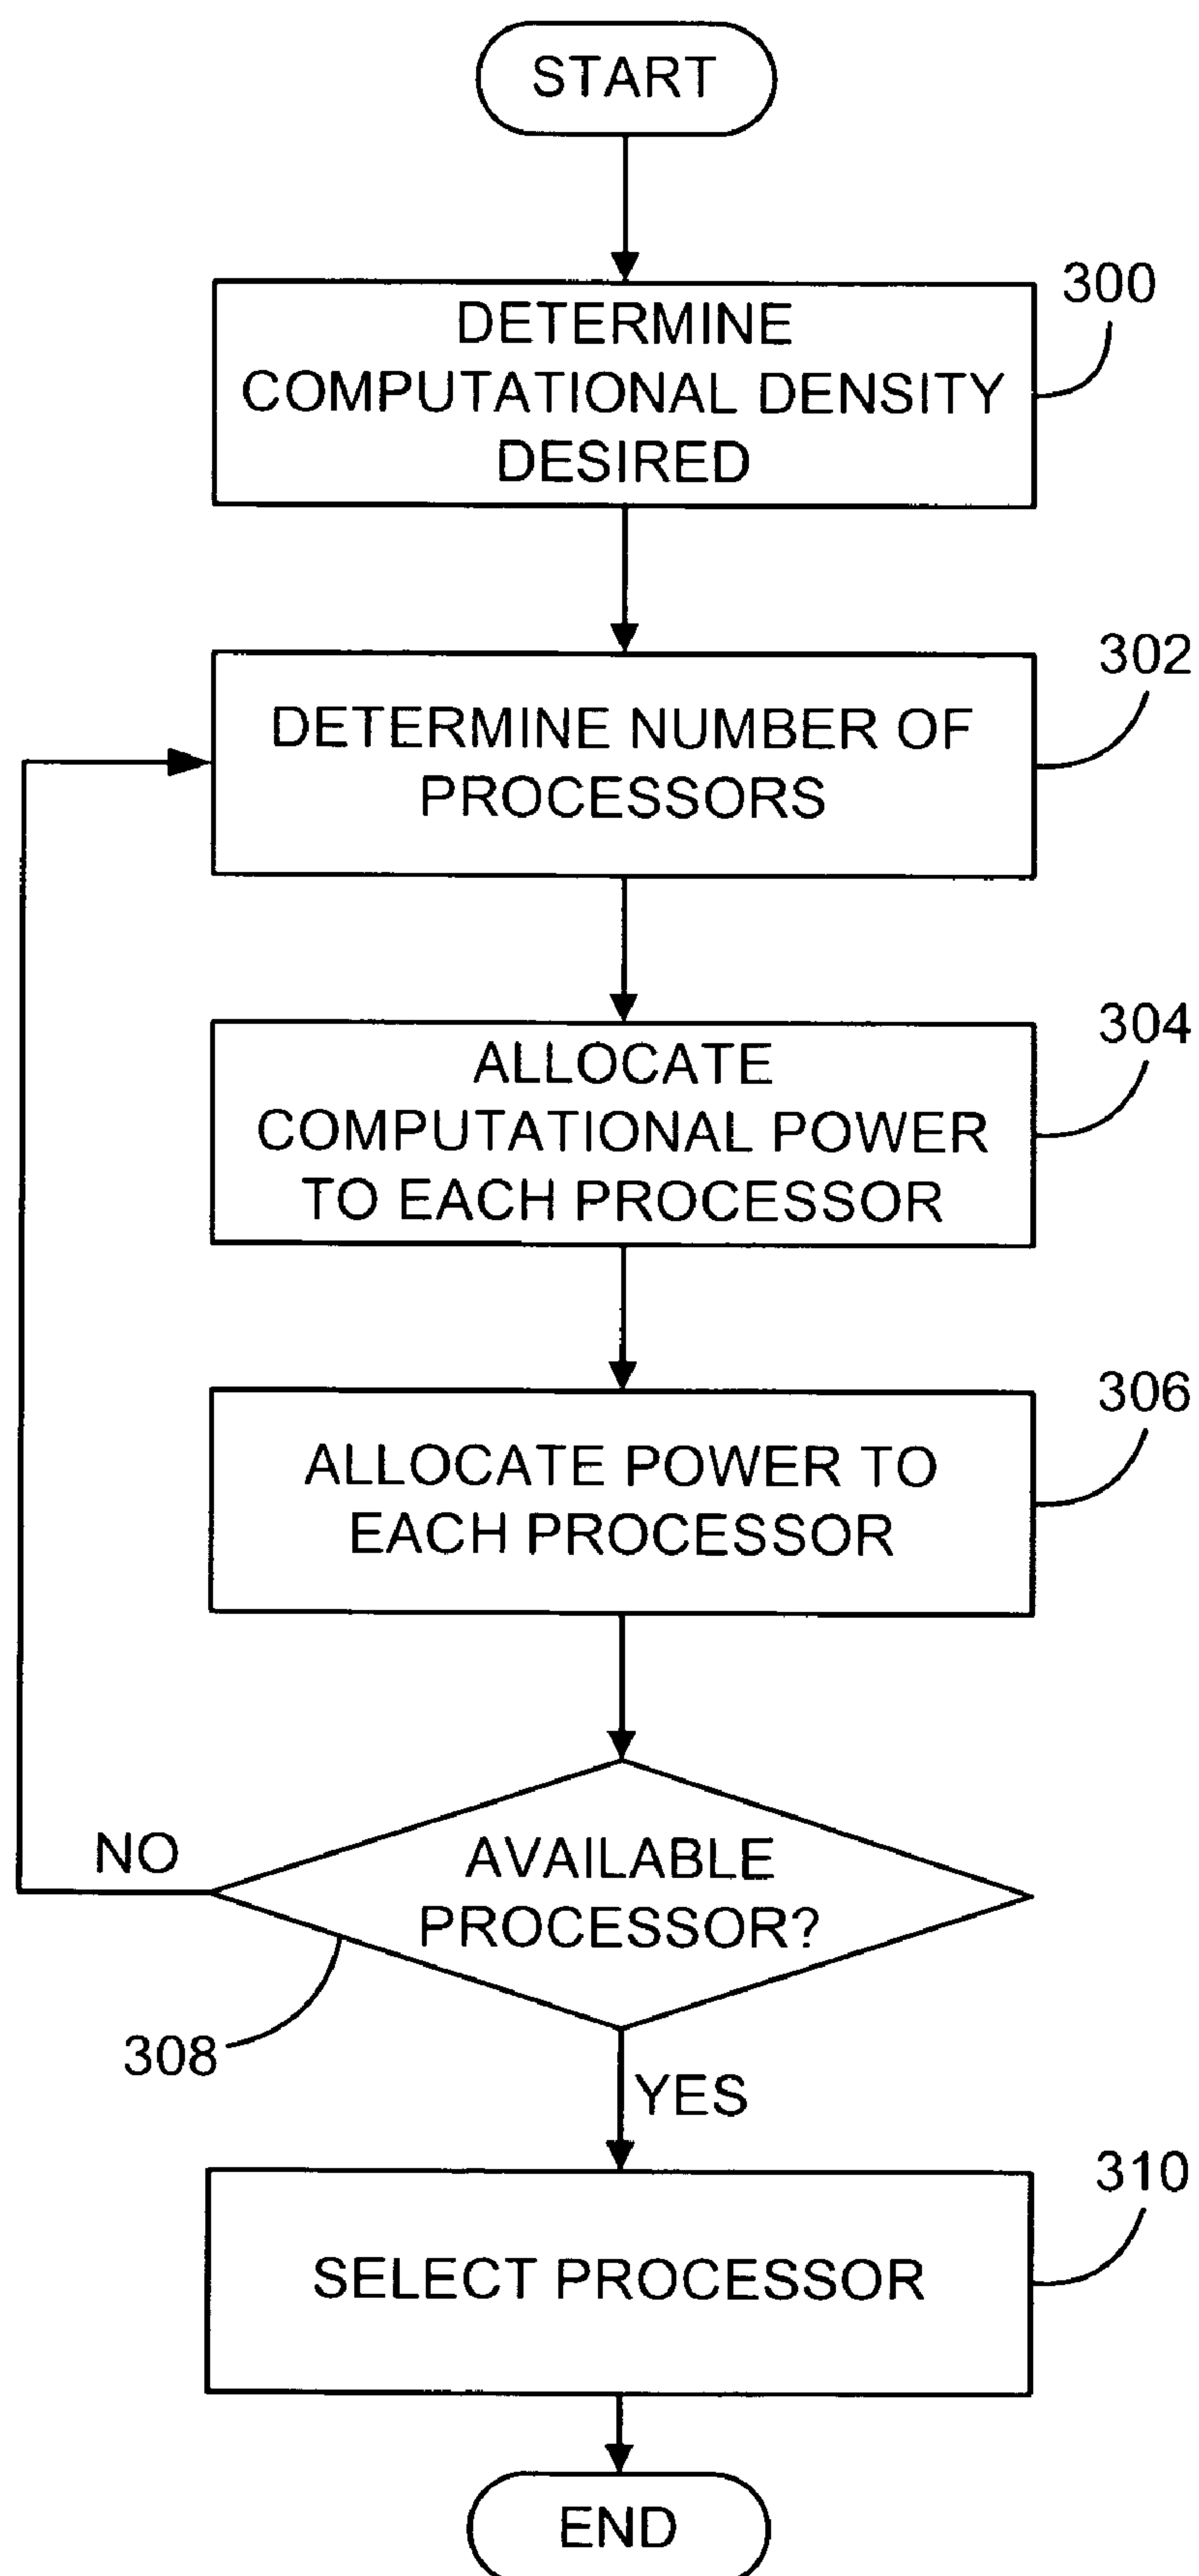 START
DETERMINE
COMPUTATIONAL DENSITY
DESIRED
300
DETERMINE NUMBER OF
PROCESSORS
302
ALLOCATE
COMPUTATIONAL POWER
TO EACH PROCESSOR
304
ALLOCATE POWER TO
EACH PROCESSOR
306
AVAILABLE
PROCESSOR?
NO
308
YES
SELECT PROCESSOR
310
END